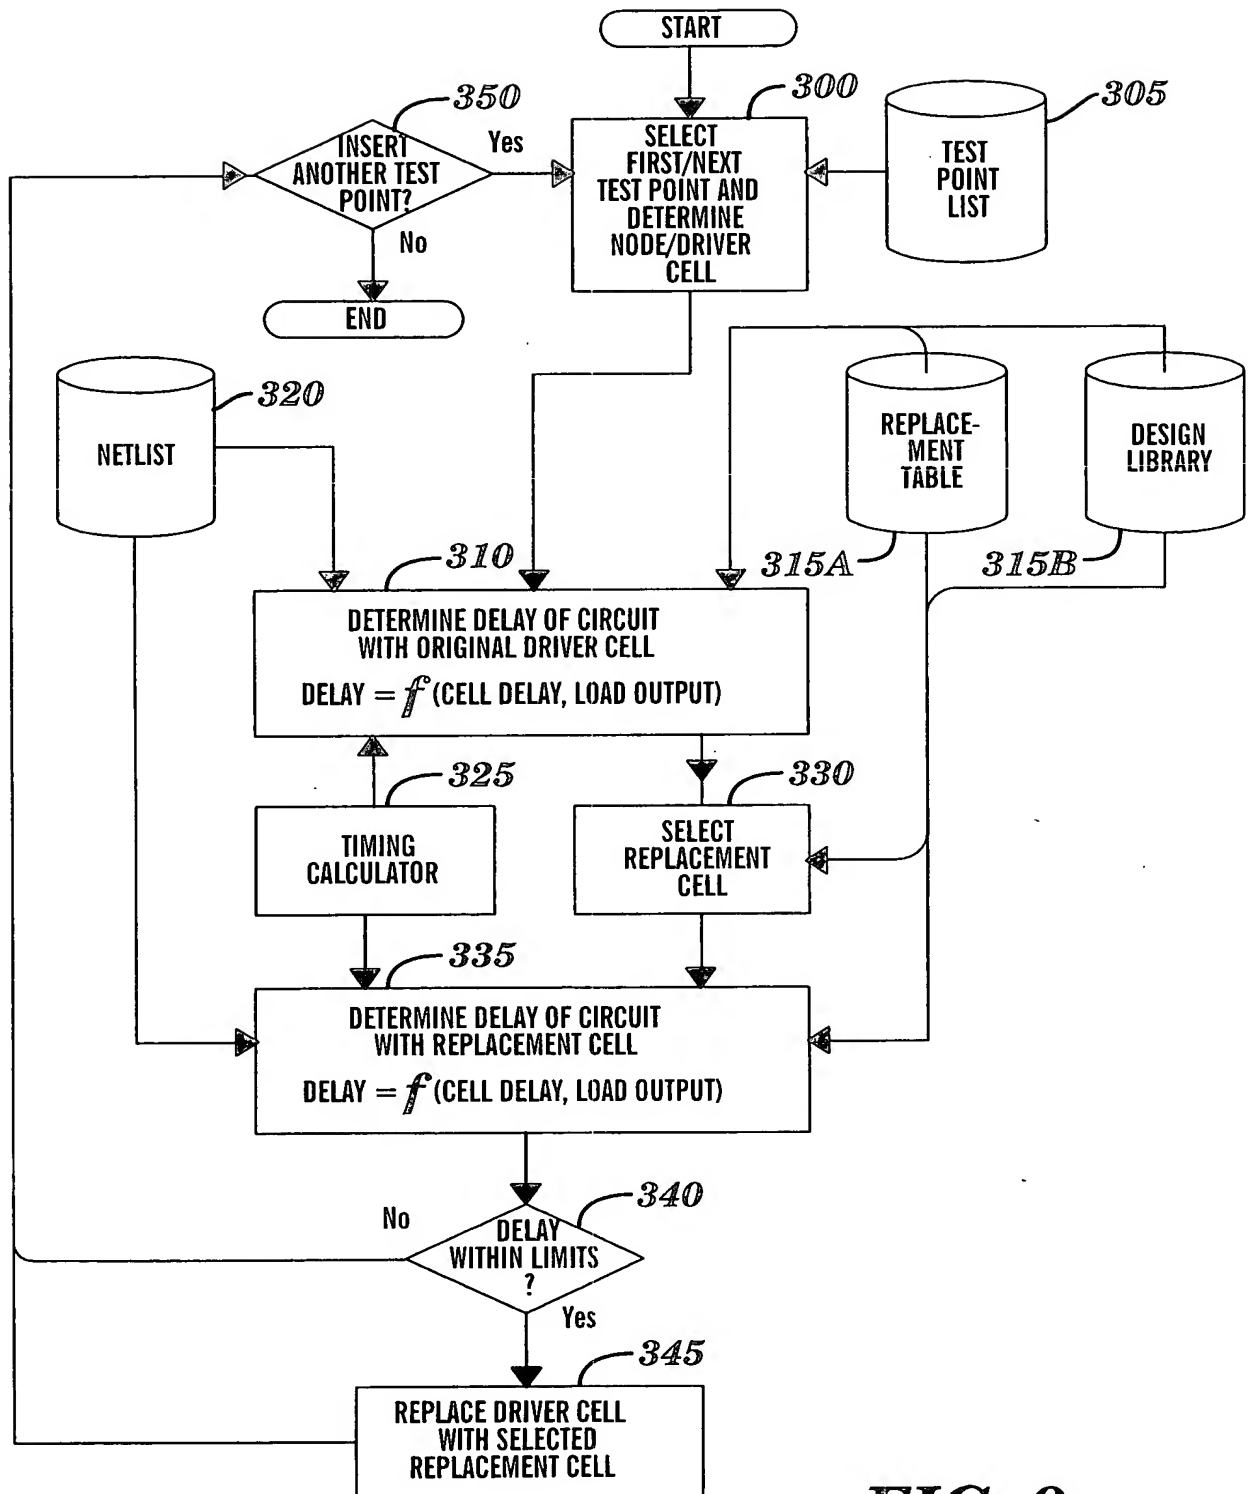 START
350
300
305
INSERT
ANOTHER TEST
POINT?
Yes
No
SELECT
FIRST/NEXT
TEST POINT AND
DETERMINE
NODE/DRIVER
CELL
TEST
POINT
LIST
END
320
NETLIST
REPLACE-
MENT
TABLE
DESIGN
LIBRARY
310
315A
315B
DETERMINE DELAY OF CIRCUIT
WITH ORIGINAL DRIVER CELL
DELAY = f (CELL DELAY, LOAD OUTPUT)
325
330
TIMING
CALCULATOR
SELECT
REPLACEMENT
CELL
335
DETERMINE DELAY OF CIRCUIT
WITH REPLACEMENT CELL
DELAY = f (CELL DELAY, LOAD OUTPUT)
340
No
DELAY
WITHIN LIMITS
?
Yes
345
REPLACE DRIVER CELL
WITH SELECTED
REPLACEMENT CELL